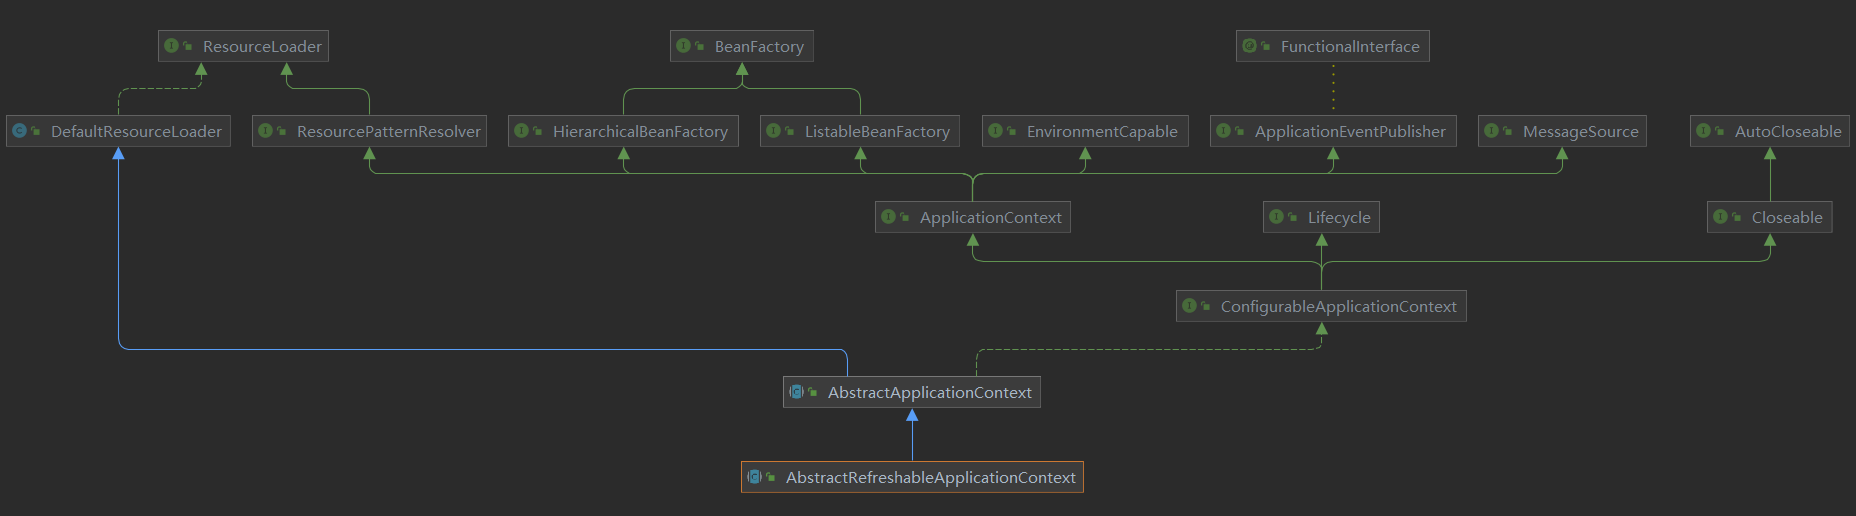 ResourceLoader
BeanFactory
FunctionalInterface
DefaultResourceLoader
ResourcePatternResolver
HierarchicalBeanFactory
ListableBeanFactory
EnvironmentCapable
ApplicationEventPublisher
MessageSource
AutoCloseable
ApplicationContext
Lifecycle
Closeable
ConfigurableApplicationContext
AbstractApplicationContext
AbstractRefreshableApplicationContext